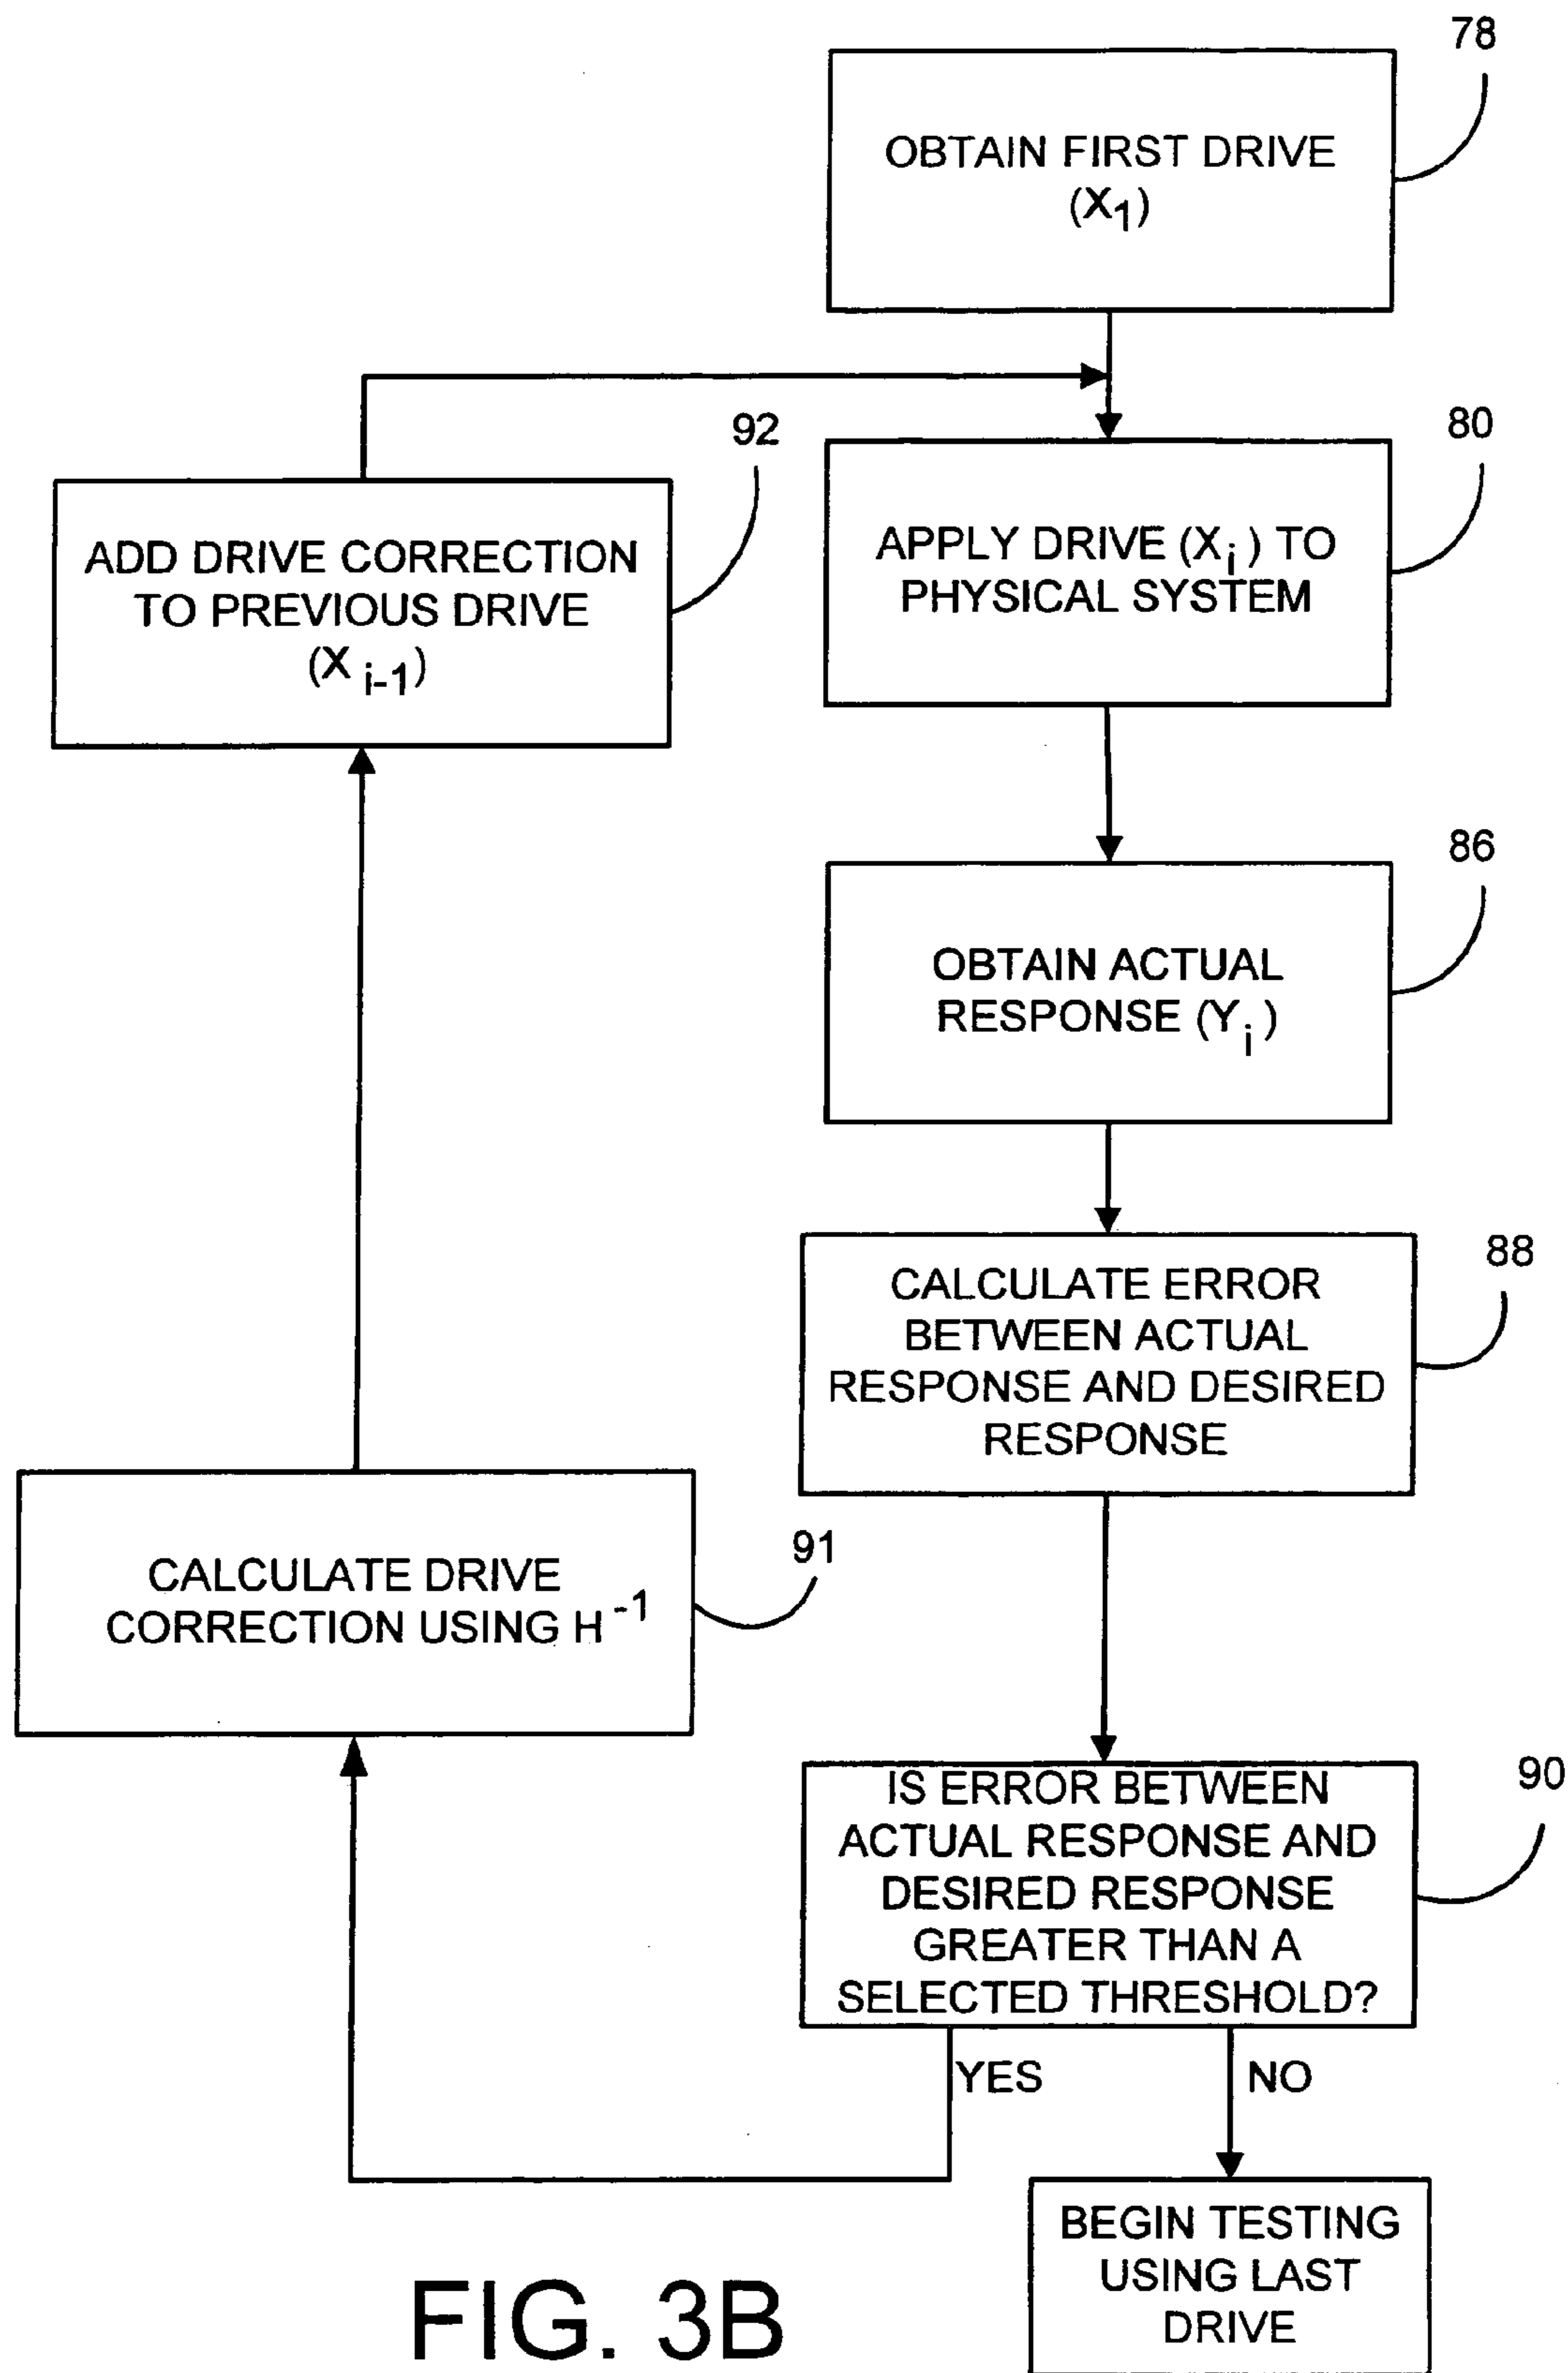 78
OBTAIN FIRST DRIVE
(X1)
92
80
ADD DRIVE CORRECTION
TO PREVIOUS DRIVE
(X i-1)
APPLY DRIVE (Xi) TO
PHYSICAL SYSTEM
86
OBTAIN ACTUAL
RESPONSE (Yi)
88
CALCULATE ERROR
BETWEEN ACTUAL
RESPONSE AND DESIRED
RESPONSE
91
CALCULATE DRIVE
CORRECTION USING H-1
90
IS ERROR BETWEEN
ACTUAL RESPONSE AND
DESIRED RESPONSE
GREATER THAN A
SELECTED THRESHOLD?
YES
NO
BEGIN TESTING
USING LAST
DRIVE
FIG. 3B